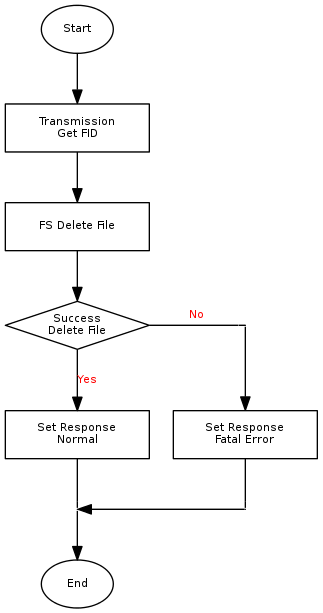 Start
Transmission
Get FID
FS Delete File
Success
Delete File
No
Yes
Set Response
Normal
Set Response
Fatal Error
End